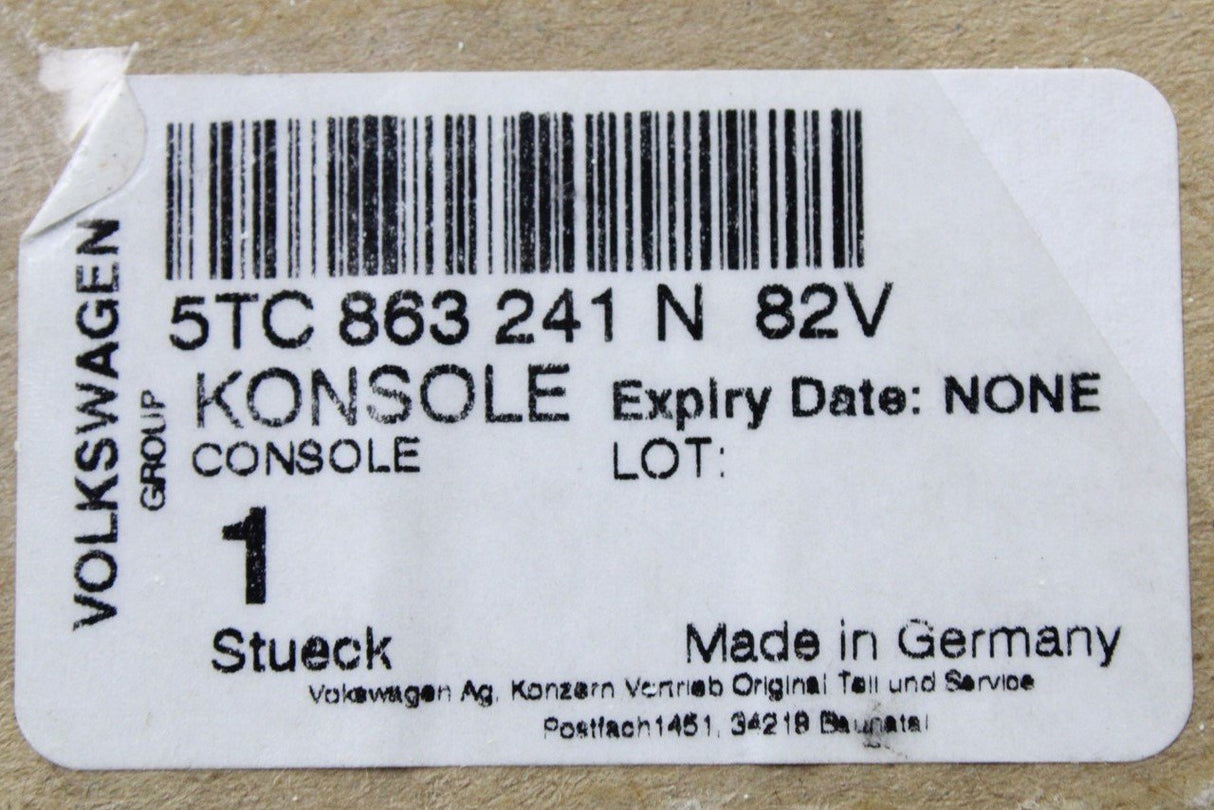 VOLKSWAGEN
GROUP
5TC 863 241 N 82V
KONSOLE
CONSOLE
Expiry Date: NONE
LOT:
1
Stueck
Made in Germany
Volkswagen Ag, Konzern Vertrieb Original Teil und Service
Postfach1451, 34219 Baunatal